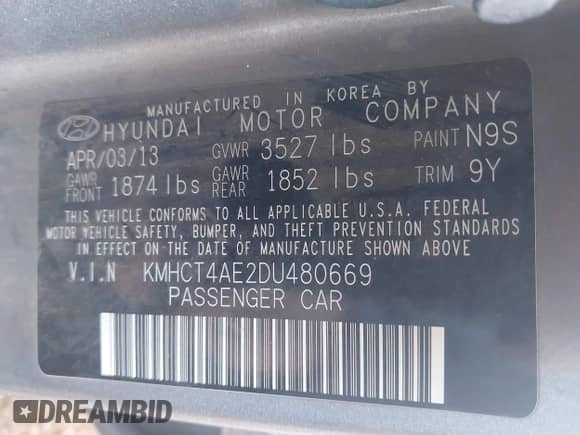 MANUFACTURED IN KOREA BY
HYUNDAI MOTOR COMPANY
APR/03/13 GVWR 3527 lbs PAINT N9S
GAWR FRONT 1874 lbs GAWR REAR 1852 lbs TRIM 9Y
THIS VEHICLE CONFORMS TO ALL APPLICABLE U.S.A. FEDERAL
MOTOR VEHICLE SAFETY, BUMPER, AND THEFT PREVENTION STANDARDS
IN EFFECT ON THE DATE OF MANUFACTURE SHOWN ABOVE
V.I.N KMHCT4AE2DU480669
PASSENGER CAR
DREAMBID